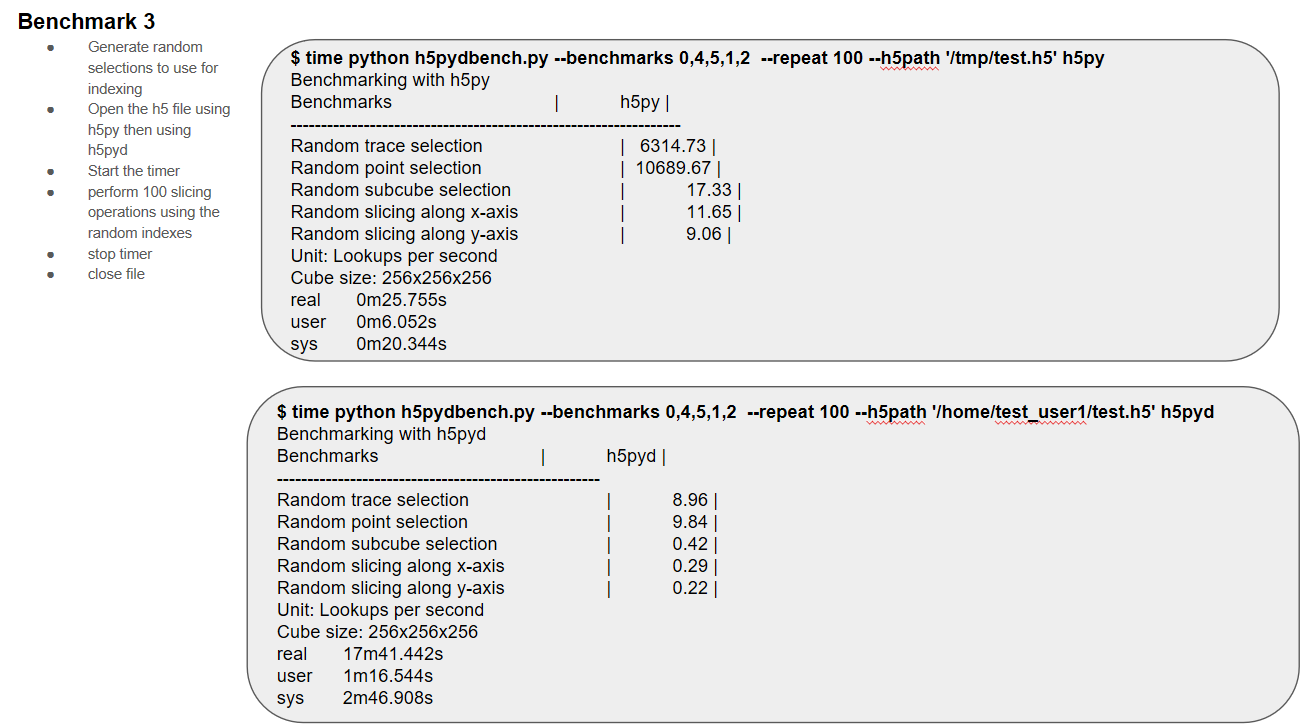 Benchmark 3
● Generate random
selections to use for
indexing
● Open the h5 file using
h5py then using
h5pyd
● Start the timer
● perform 100 slicing
operations using the
random indexes
● stop timer
● close file
$ time python h5pydbench.py --benchmarks 0,4,5,1,2 --repeat 100 --h5path '/tmp/test.h5' h5py
Benchmarking with h5py
Benchmarks | h5py |
----------------------------------------------------------------
Random trace selection | 6314.73 |
Random point selection | 10689.67 |
Random subcube selection | 17.33 |
Random slicing along x-axis | 11.65 |
Random slicing along y-axis | 9.06 |
Unit: Lookups per second
Cube size: 256x256x256
real 0m25.755s
user 0m6.052s
sys 0m20.344s
$ time python h5pydbench.py --benchmarks 0,4,5,1,2 --repeat 100 --h5path '/home/test_user1/test.h5' h5pyd
Benchmarking with h5pyd
Benchmarks | h5pyd |
-----------------------------------------------------
Random trace selection | 8.96 |
Random point selection | 9.84 |
Random subcube selection | 0.42 |
Random slicing along x-axis | 0.29 |
Random slicing along y-axis | 0.22 |
Unit: Lookups per second
Cube size: 256x256x256
real 17m41.442s
user 1m16.544s
sys 2m46.908s